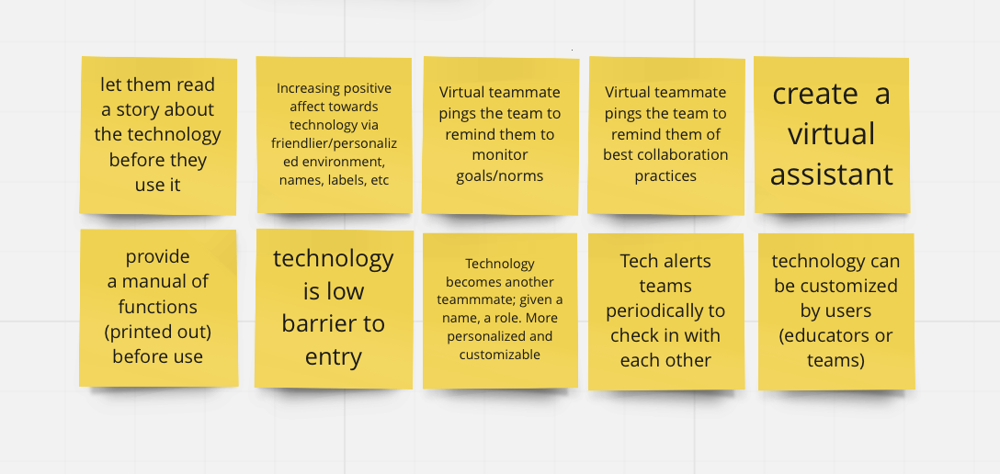 let them read
a story about
the technology
before they
use it
Increasing positive
affect towards
technology via
friendlier/personaliz
ed environment,
names, labels, etc
Virtual teammate
pings the team to
remind them to
monitor
goals/norms
Virtual teammate
pings the team to
remind them of
best collaboration
practices
create  a
virtual
assistant
provide
a manual of
functions
(printed out)
before use
technology
is low
barrier to
entry
Technology
becomes another
teammmate; given a
name, a role. More
personalized and
customizable
Tech alerts
teams
periodically to
check in with
each other
technology can
be customized
by users
(educators or
teams)